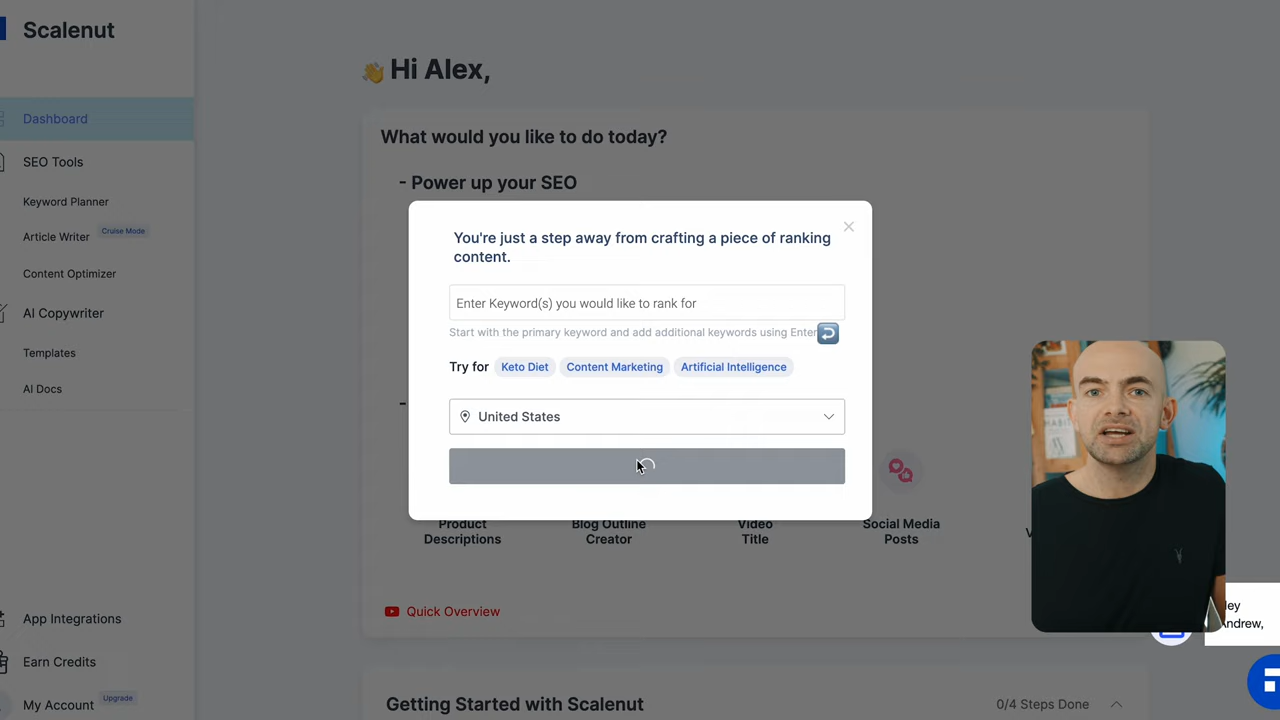 Scalenut
Dashboard
SEO Tools
Keyword Planner
Article Writer
Cruise Mode
Content Optimizer
AI Copywriter
Templates
AI Docs
App Integrations
Earn Credits
My Account
Upgrade
👋 Hi Alex,
What would you like to do today?
- Power up your SEO
You're just a step away from crafting a piece of ranking
content.
Enter Keyword(s) you would like to rank for
Start with the primary keyword and add additional keywords using Enter
Try for Keto Diet Content Marketing Artificial Intelligence
United States
-
Product
Descriptions
Blog Outline
Creator
Video
Title
Social Media
Posts
Quick Overview
Getting Started with Scalenut
0/4 Steps Done
Andrew,